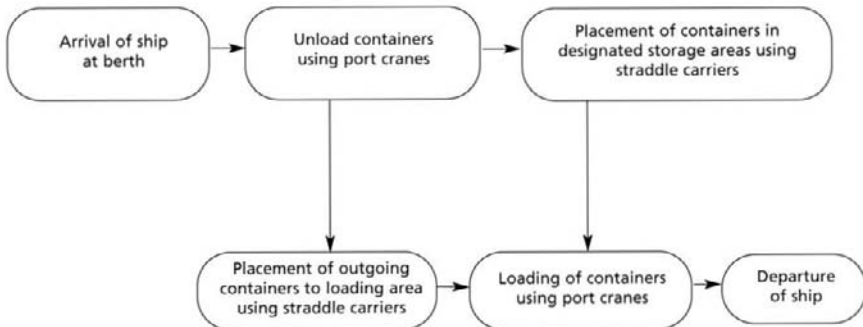 Arrival of ship
at berth
Unload containers
using port cranes
Placement of containers in
designated storage areas using
straddle carriers
Placement of outgoing
containers to loading area
using straddle carriers
Loading of containers
using port cranes
Departure
of ship